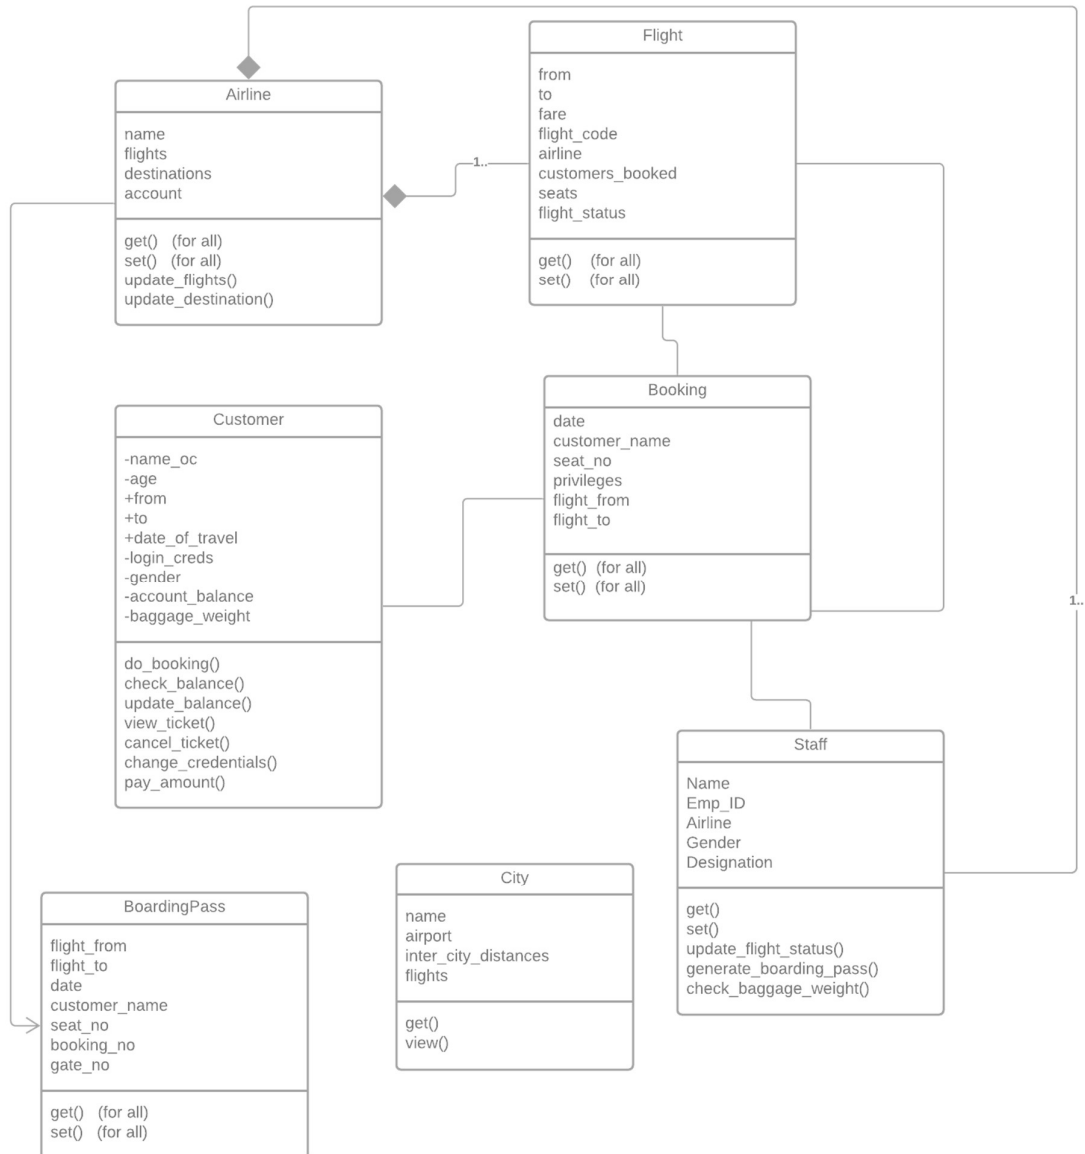 Airline
name
flights
destinations
account
get()   (for all)
set()   (for all)
update_flights()
update_destination()
1..
Flight
from
to
fare
flight_code
airline
customers_booked
seats
flight_status
get()    (for all)
set()    (for all)
Customer
-name_oc
-age
+from
+to
+date_of_travel
-login_creds
-gender
-account_balance
-baggage_weight
do_booking()
check_balance()
update_balance()
view_ticket()
cancel_ticket()
change_credentials()
pay_amount()
Booking
date
customer_name
seat_no
privileges
flight_from
flight_to
get()  (for all)
set()  (for all)
1..
Staff
Name
Emp_ID
Airline
Gender
Designation
get()
set()
update_flight_status()
generate_boarding_pass()
check_baggage_weight()
City
name
airport
inter_city_distances
flights
get()
view()
BoardingPass
flight_from
flight_to
date
customer_name
seat_no
booking_no
gate_no
get()   (for all)
set()   (for all)